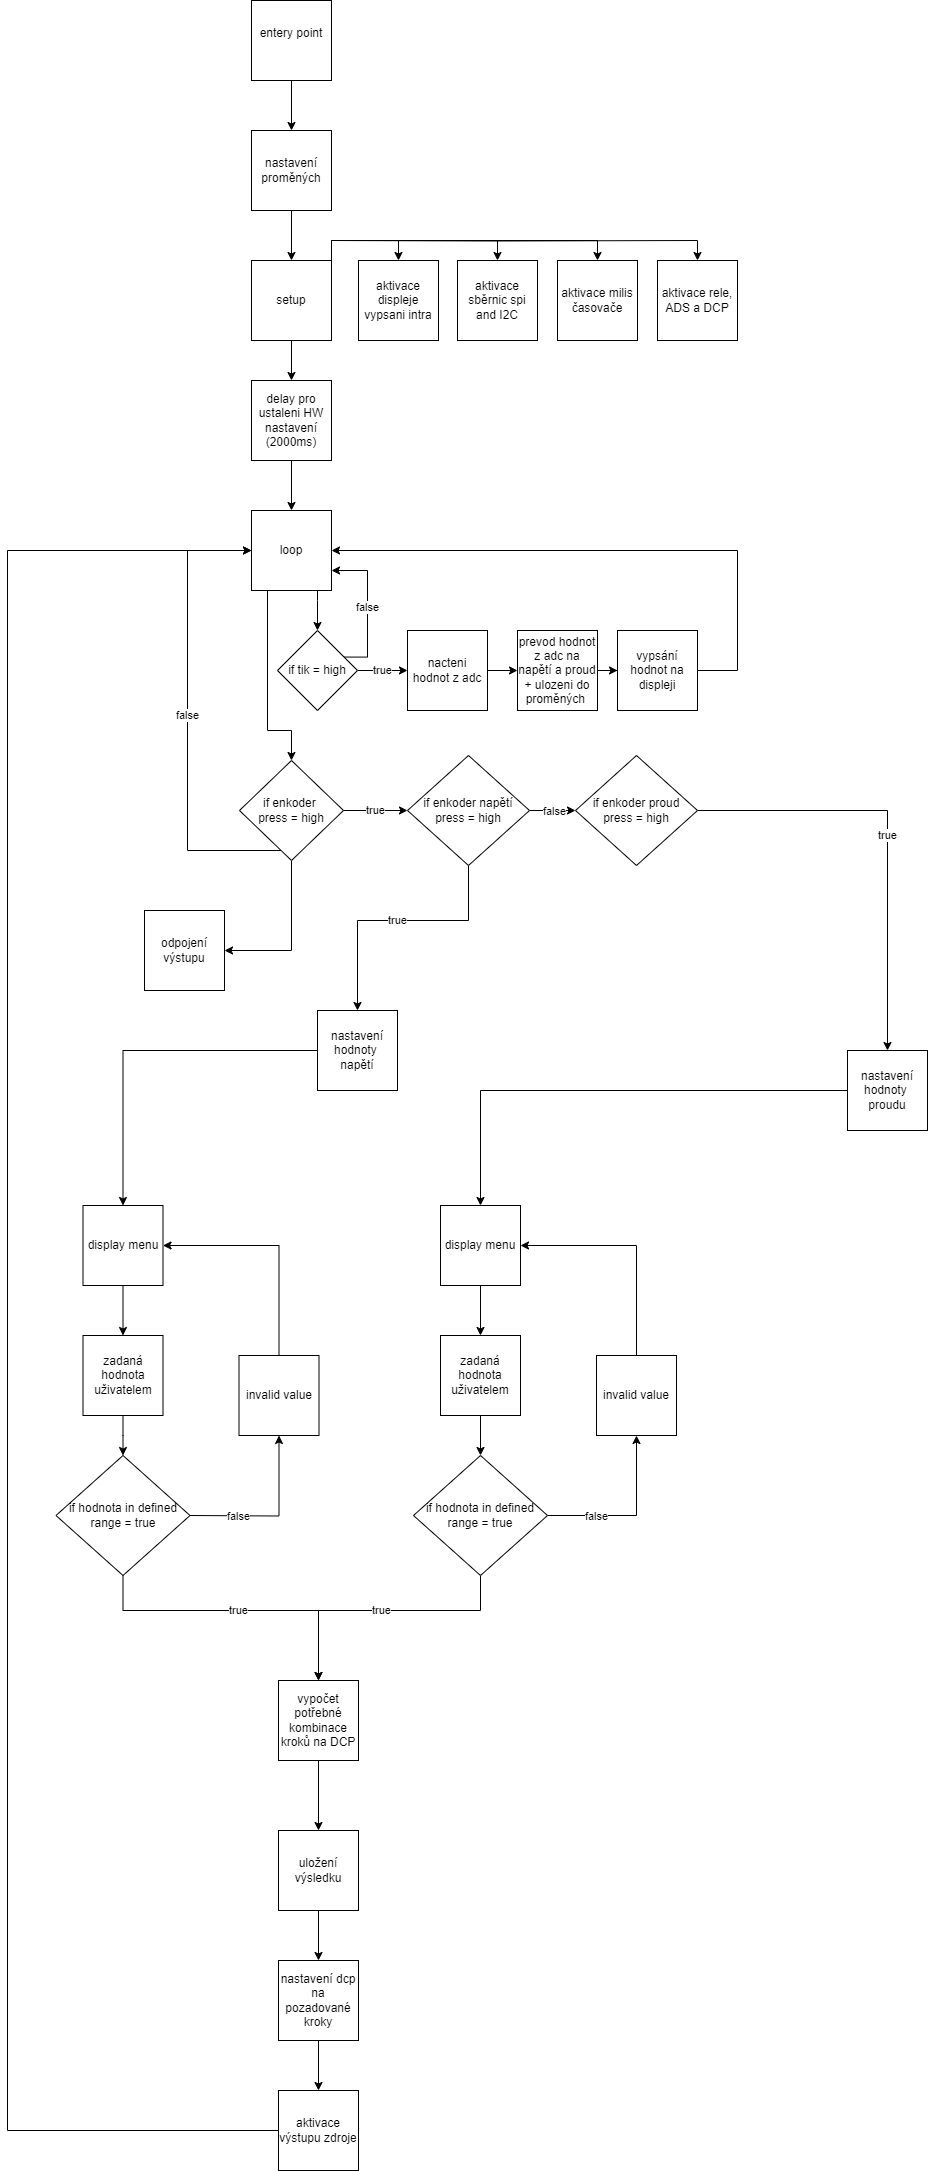 entery point
nastavení
proměných
setup
aktivace
displeje
vypsani intra
aktivace
sběrnic spi
and I2C
aktivace milis
časovače
aktivace rele,
ADS a DCP
delay pro
ustaleni HW
nastavení
(2000ms)
loop
false
if tik = high
true
nacteni
hodnot z adc
prevod hodnot
z adc na
napětí a proud
+ ulozeni do
proměných
vypsání
hodnot na
displeji
false
if enkoder
press = high
true
if enkoder napětí
press = high
false
if enkoder proud
press = high
true
true
odpojení
výstupu
nastavení
hodnoty
napětí
nastavení
hodnoty
proudu
display menu
display menu
zadaná
hodnota
uživatelem
invalid value
zadaná
hodnota
uživatelem
invalid value
if hodnota in defined
range = true
false
if hodnota in defined
range = true
false
true
true
vypočet
potřebné
kombinace
kroků na DCP
uložení
výsledku
nastavení dcp
na
pozadované
kroky
aktivace
výstupu zdroje